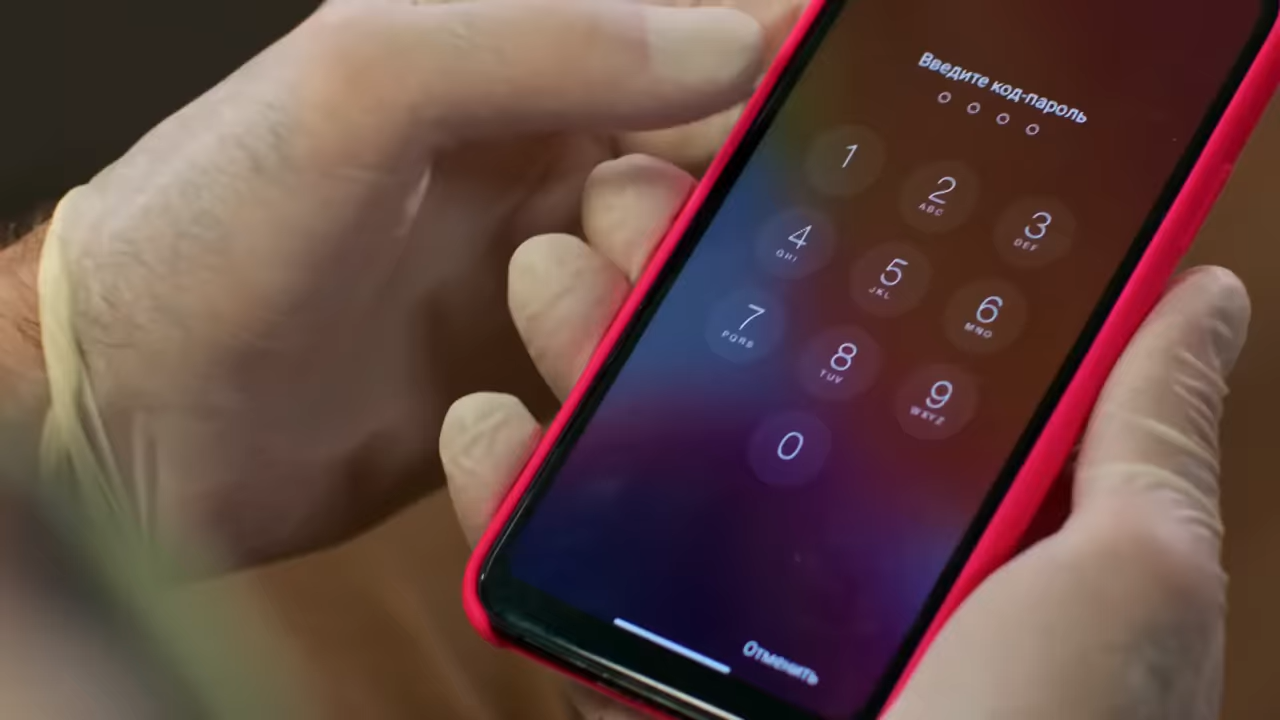 Введите код-пароль
1
2
ABC
3
DEF
4
GHI
5
JKL
6
MNO
7
PQRS
8
TUV
9
WXYZ
0
Отменить